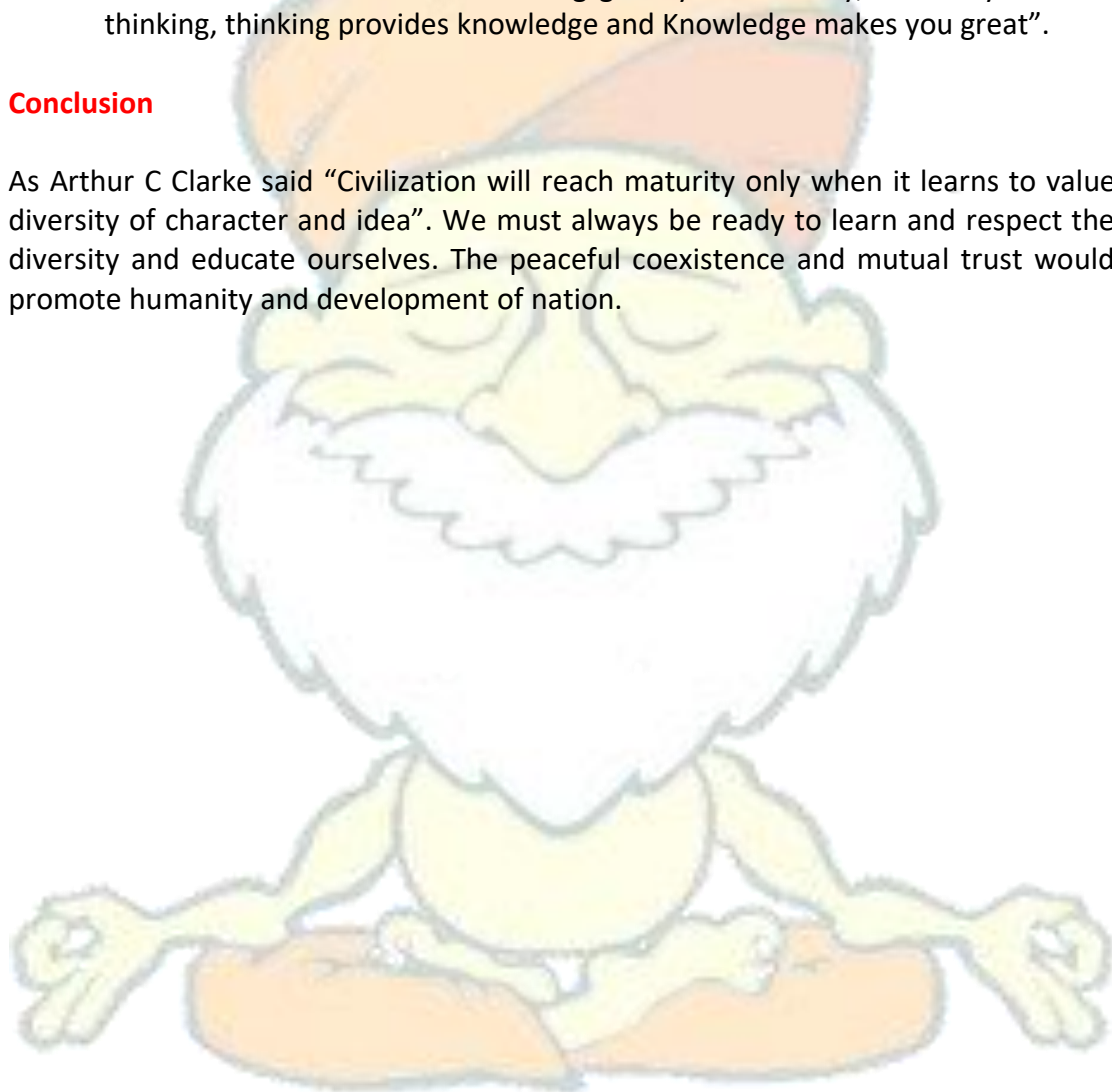 thinking, thinking provides knowledge and Knowledge makes you great”.
Conclusion
As Arthur C Clarke said “Civilization will reach maturity only when it learns to value
diversity of character and idea”. We must always be ready to learn and respect the
diversity and educate ourselves. The peaceful coexistence and mutual trust would
promote humanity and development of nation.